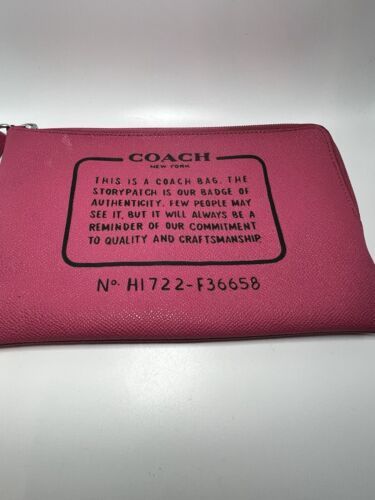 COACH
NEW YORK
THIS IS A COACH BAG. THE
STORYPATCH IS OUR BADGE OF
AUTHENTICITY. FEW PEOPLE MAY
SEE IT, BUT IT WILL ALWAYS BE A
REMINDER OF OUR COMMITMENT
TO QUALITY AND CRAFTSMANSHIP.
No. H1722-F36658